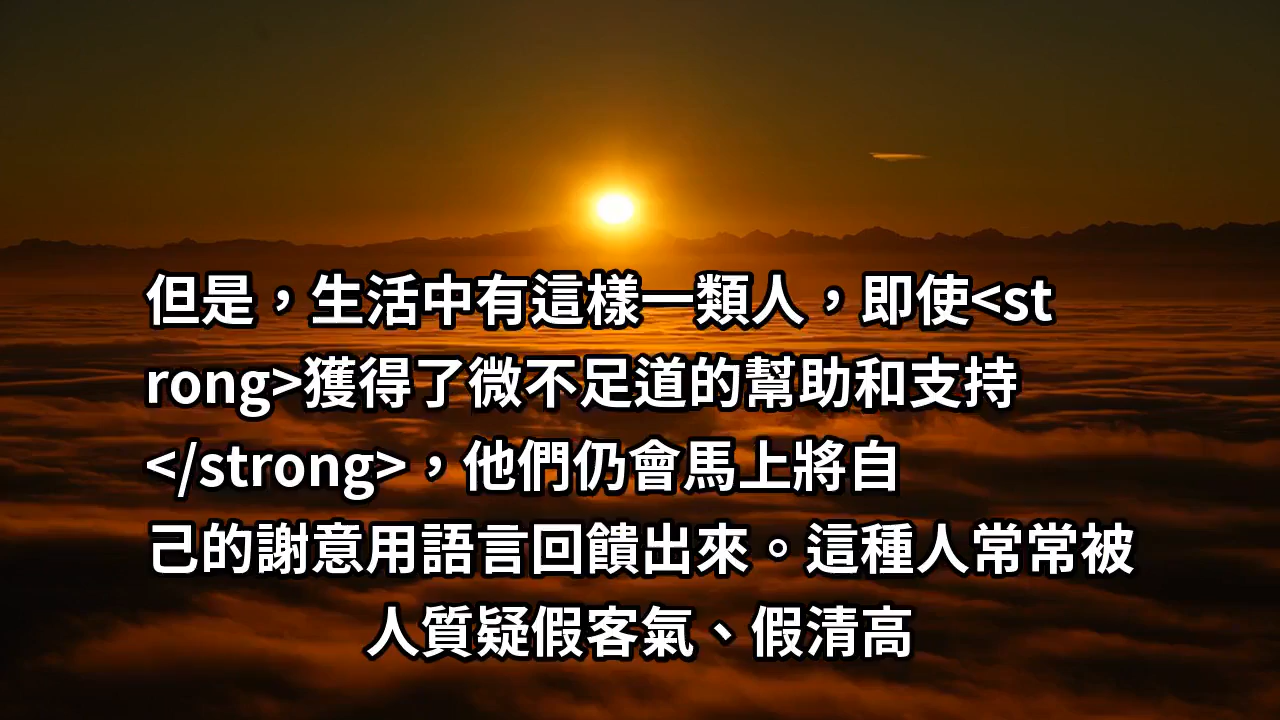 但是，生活中有這樣一類人，即使<st
rong>獲得了微不足道的幫助和支持
</strong>，他們仍會馬上將自
己的謝意用語言回饋出來。這種人常常被
人質疑假客氣、假清高